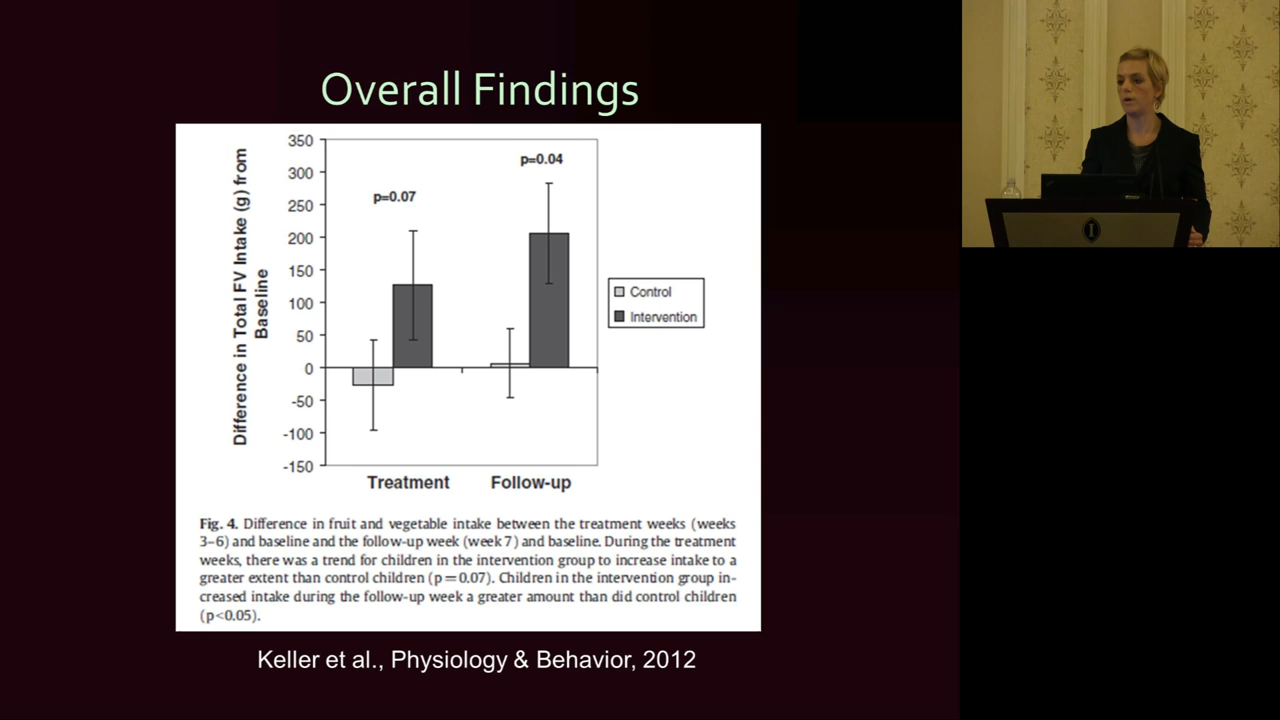 Overall Findings
Difference in Total FV Intake (g) from
Baseline
350
300
250
200
150
100
50
0
-50
-100
-150
p=0.07
p=0.04
Control
Intervention
Treatment Follow-up
Fig. 4. Difference in fruit and vegetable intake between the treatment weeks (weeks
3–6) and baseline and the follow-up week (week 7) and baseline. During the treatment
weeks, there was a trend for children in the intervention group to increase intake to a
greater extent than control children (p=0.07). Children in the intervention group in-
creased intake during the follow-up week a greater amount than did control children
(p<0.05).
Keller et al., Physiology & Behavior, 2012